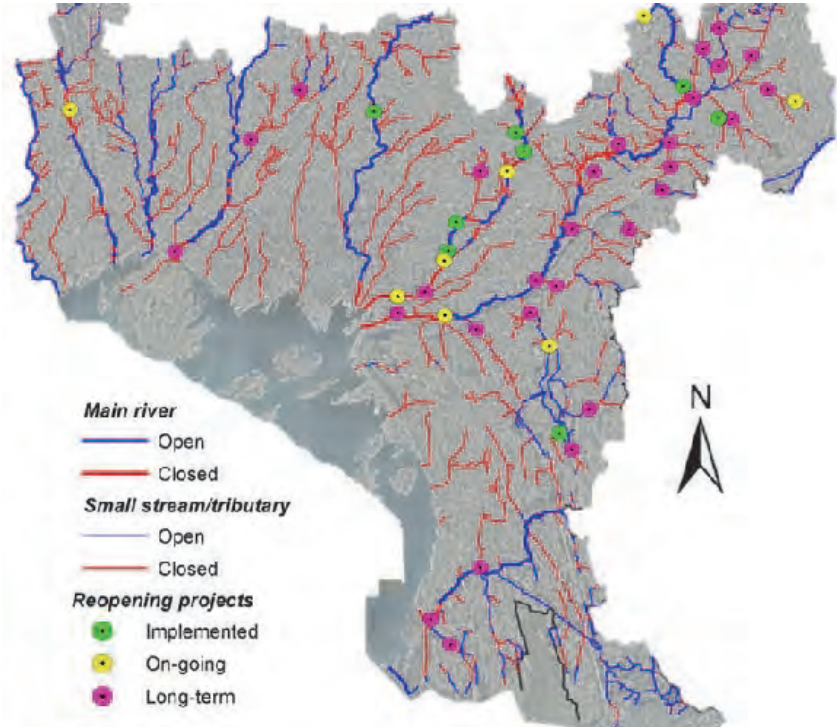 N
Main river
Open
Closed
Small stream/tributary
Open
Closed
Reopening projects
Implemented
On-going
Long-term